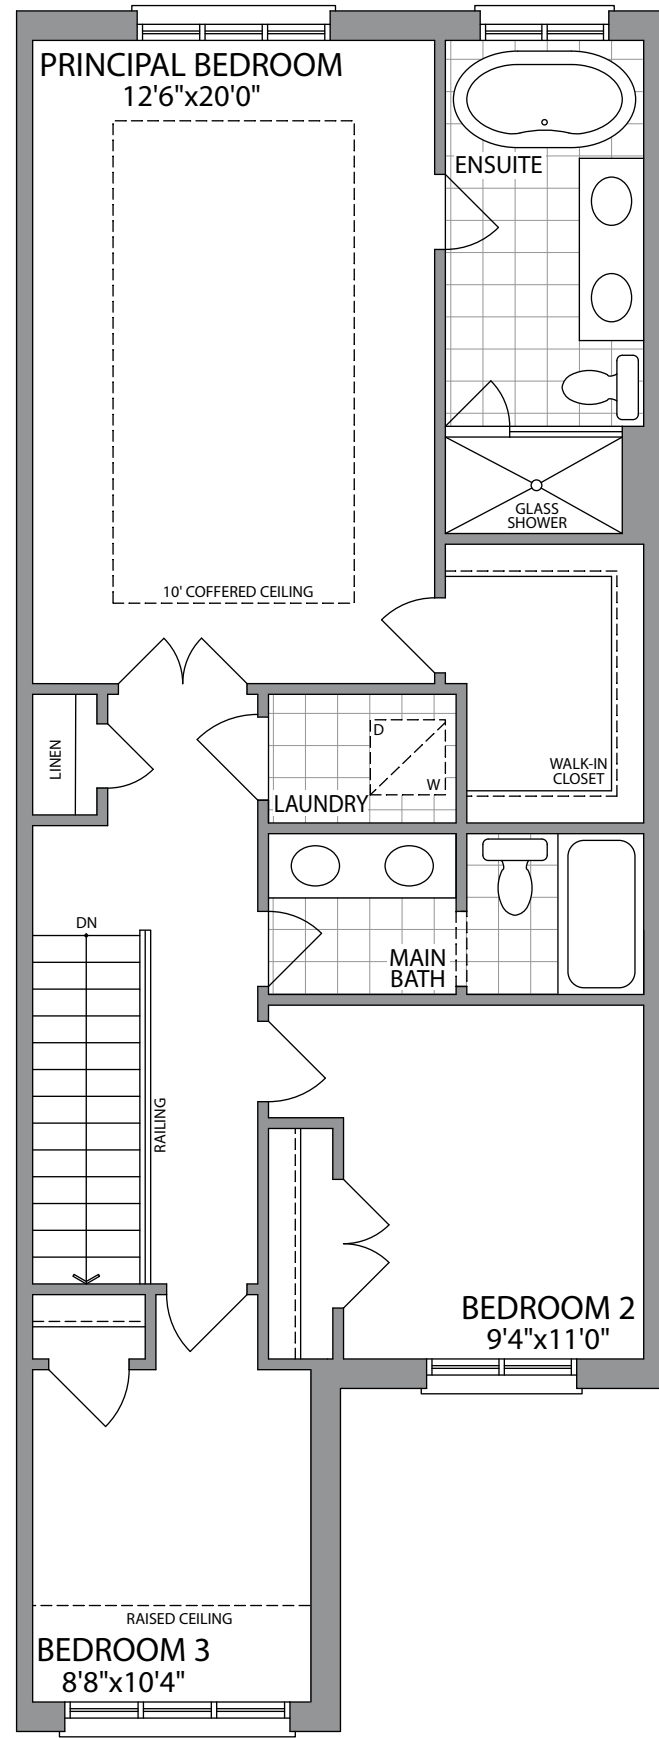 PRINCIPAL BEDROOM
12'6"x20'0"
ENSUITE
GLASS
SHOWER
10' COFFERED CEILING
LINEN
D
W
LAUNDRY
WALK-IN
CLOSET
DN
MAIN
BATH
RAILING
BEDROOM 2
9'4"x11'0"
RAISED CEILING
BEDROOM 3
8'8"x10'4"